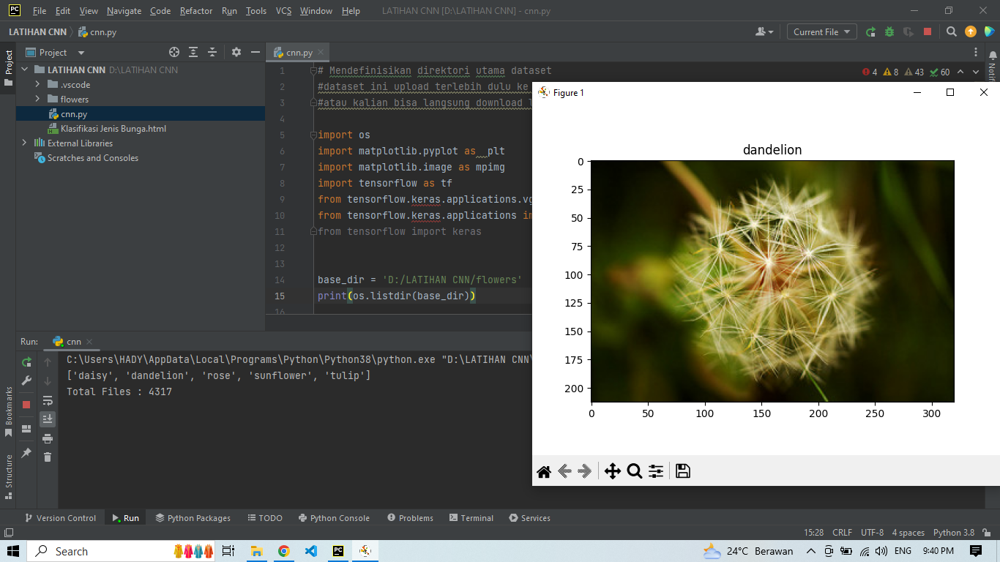 File Edit View Navigate Code Refactor Run Tools VCS Window Help LATIHAN CNN [D:\LATIHAN CNN] - cnn.py
LATIHAN CNN cnn.py Current File
Project
Project
cnn.py
LATIHAN CNN D:\LATIHAN CNN
.vscode
flowers
cnn.py
Klasifikasi Jenis Bunga.html
External Libraries
Scratches and Consoles
4 8 43 60
1 # Mendefinisikan direktori utama dataset
2 #dataset ini upload terlebih dulu ke
3 #atau kalian bisa langsung download
4
5 import os
6 import matplotlib.pyplot as  plt
7 import matplotlib.image as mpimg
8 import tensorflow as tf
9 from tensorflow.keras.applications.vg
10 from tensorflow.keras.applications im
11 from tensorflow import keras
12
13
14 base_dir = 'D:/LATIHAN CNN/flowers'
15 print(os.listdir(base_dir))
16
Notif
Figure 1
dandelion
0
25
50
75
100
125
150
175
200
0 50 100 150 200 250 300
Run: cnn
C:\Users\HADY\AppData\Local\Programs\Python\Python38\python.exe "D:\LATIHAN CNN\
['daisy', 'dandelion', 'rose', 'sunflower', 'tulip']
Total Files : 4317
Bookmarks
Structure
Version Control Run Python Packages TODO Python Console Problems Terminal Services
15:28 CRLF UTF-8 4 spaces Python 3.8
Search 24°C Berawan ENG 9:40 PM